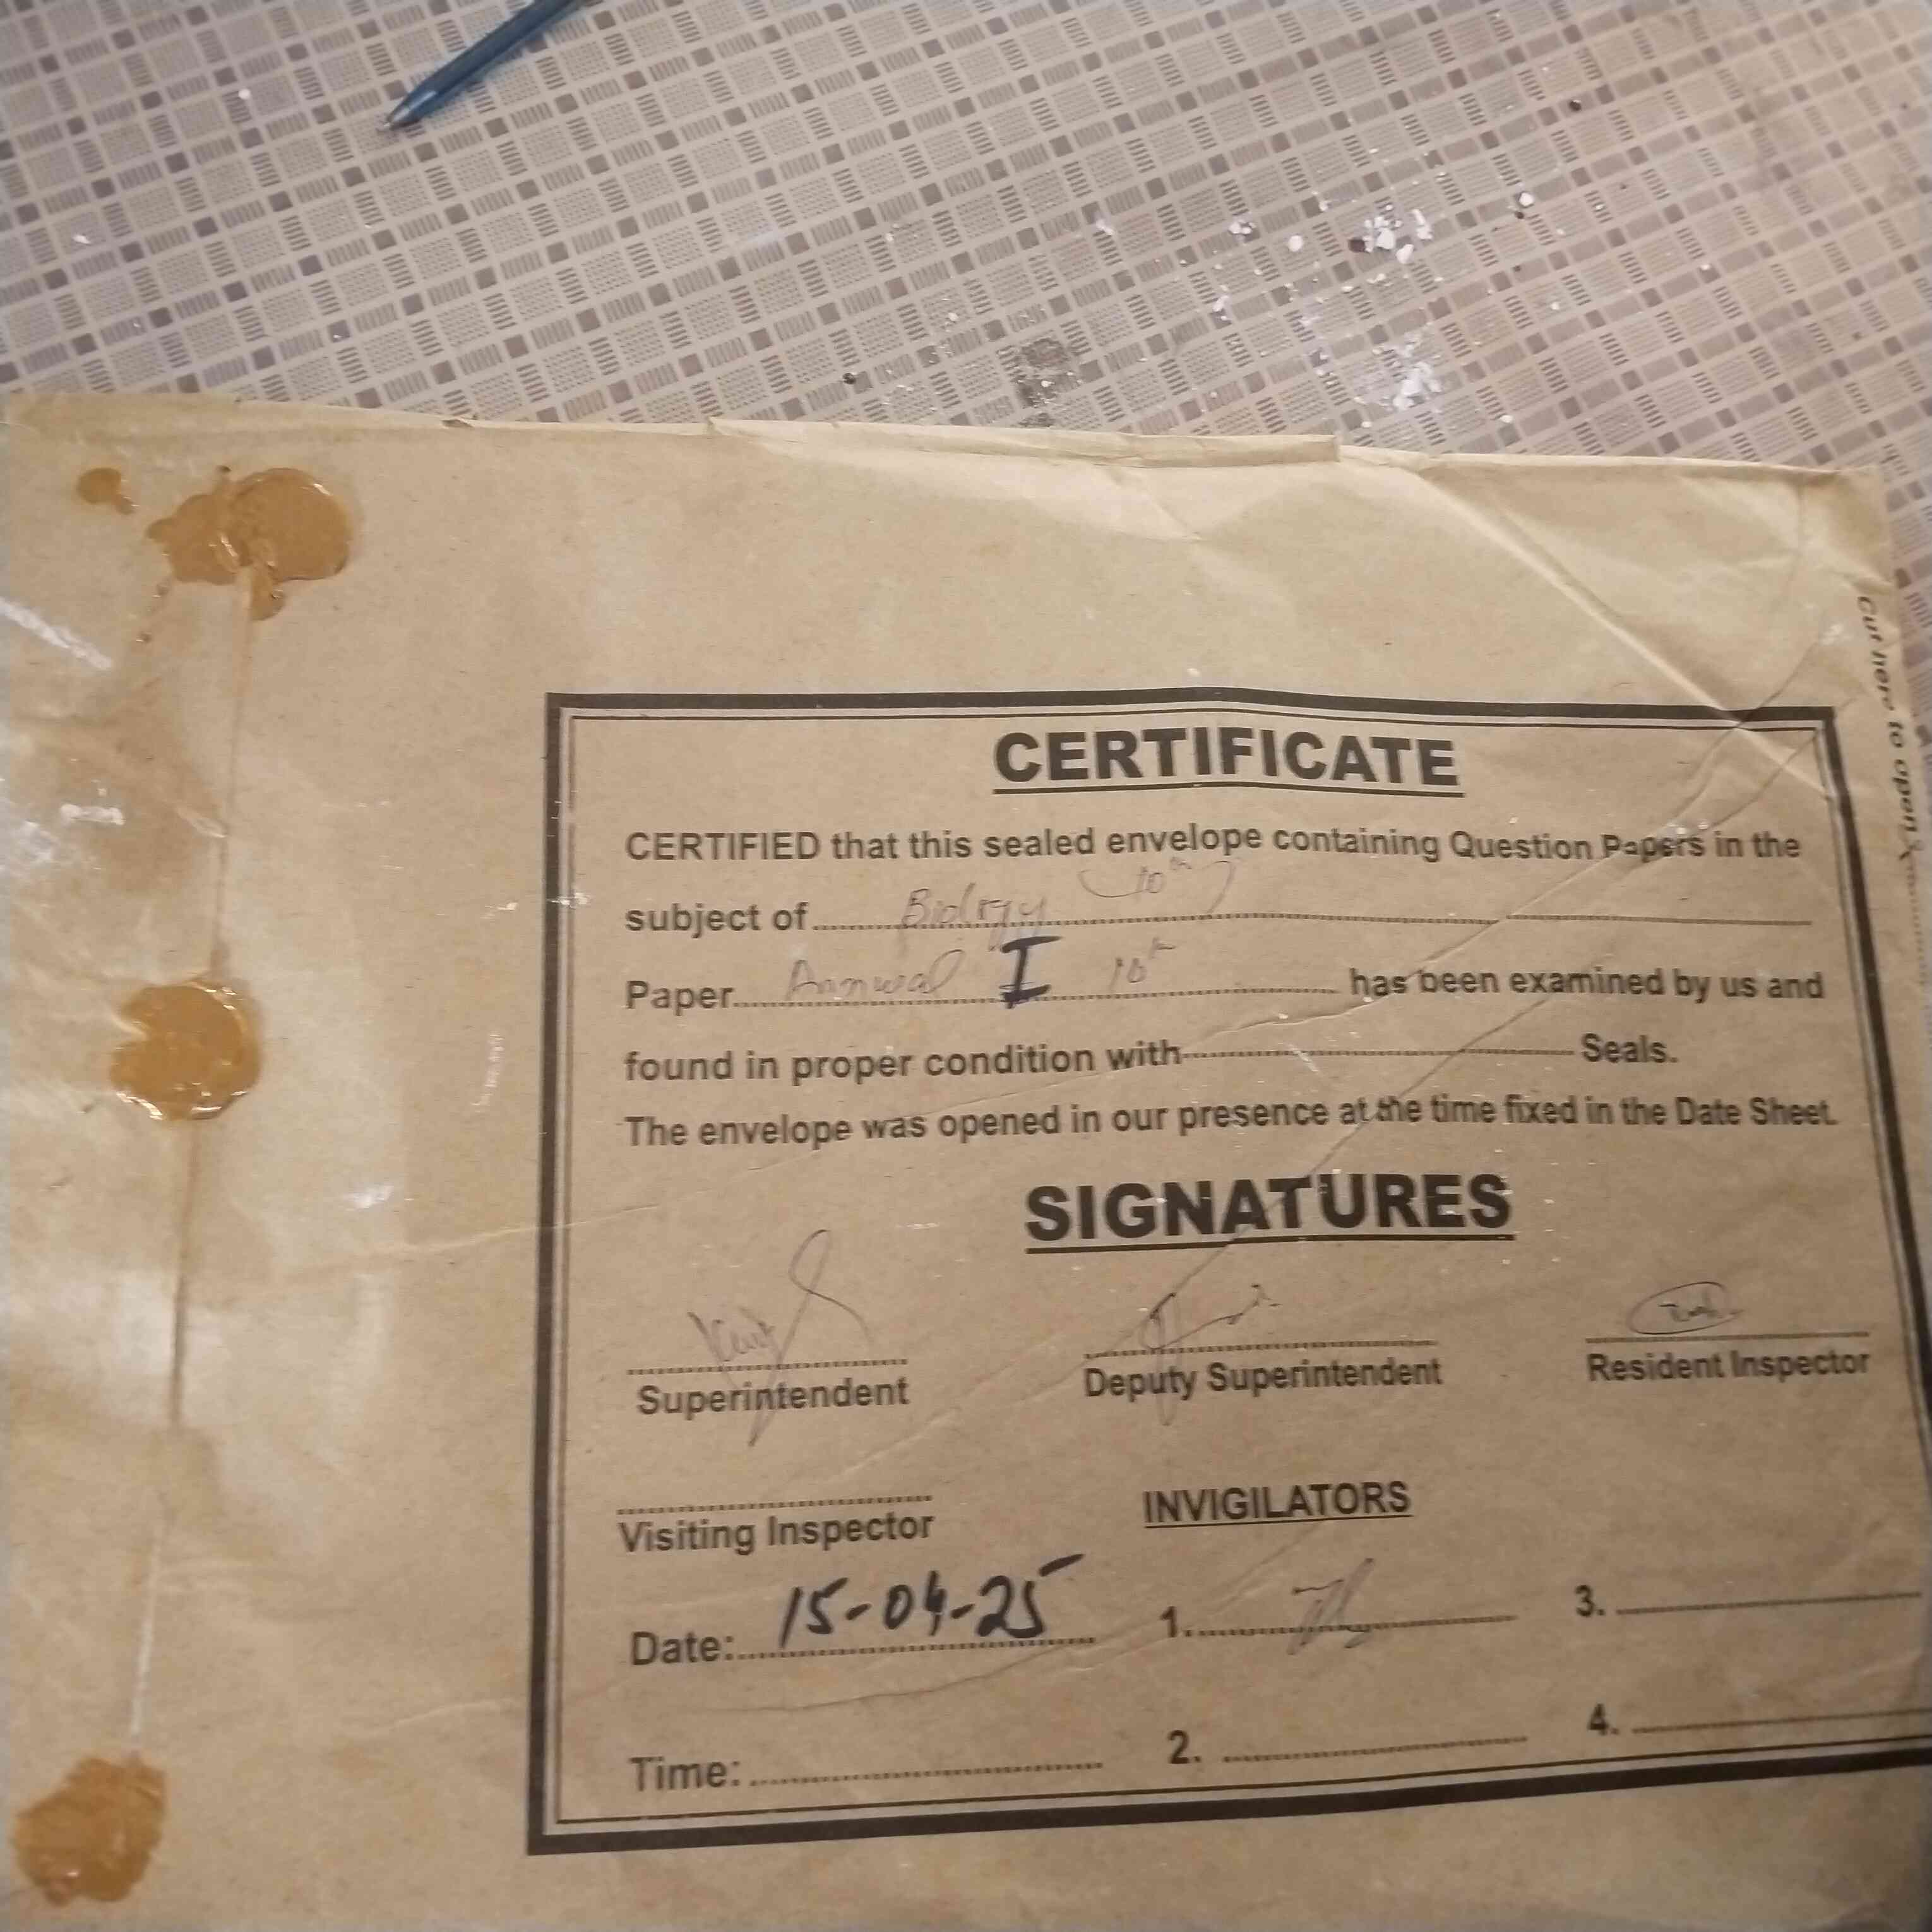 CERTIFICATE
CERTIFIED that this sealed envelope containing Question Papers in the
subject of Biology 10th
Paper Annual I 10th has been examined by us and
found in proper condition with Seals.
The envelope was opened in our presence at the time fixed in the Date Sheet.
SIGNATURES
Superintendent
Deputy Superintendent
Resident Inspector
Visiting Inspector
INVIGILATORS
Date: 15-04-25
1.
3.
Time:
2.
4.
Cut here to open